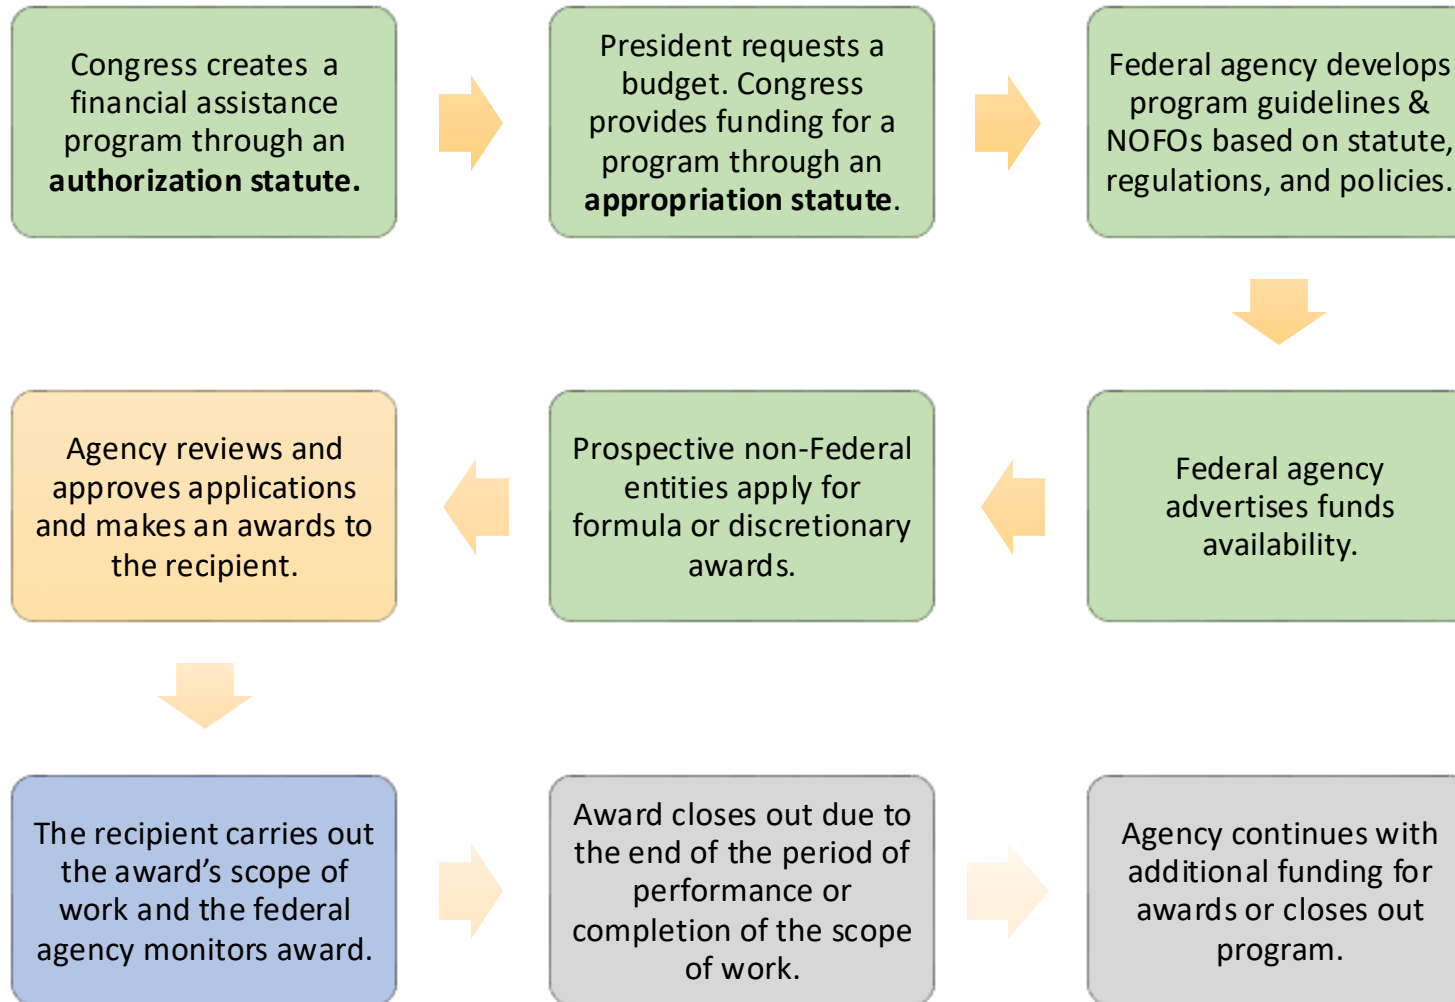 Congress creates a
financial assistance
program through an
authorization statute.
President requests a
budget. Congress
provides funding for a
program through an
appropriation statute.
Federal agency develops
program guidelines &
NOFOs based on statute,
regulations, and policies.
Federal agency
advertises funds
availability.
Prospective non-Federal
entities apply for
formula or discretionary
awards.
Agency reviews and
approves applications
and makes an awards to
the recipient.
The recipient carries out
the award’s scope of
work and the federal
agency monitors award.
Award closes out due to
the end of the period of
performance or
completion of the scope
of work.
Agency continues with
additional funding for
awards or closes out
program.